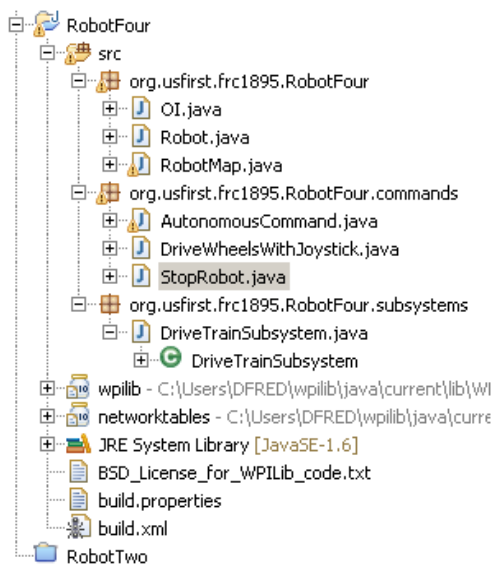 RobotFour
src
org.usfirst.frc1895.RobotFour
OI.java
Robot.java
RobotMap.java
org.usfirst.frc1895.RobotFour.commands
AutonomousCommand.java
DriveWheelsWithJoystick.java
StopRobot.java
org.usfirst.frc1895.RobotFour.subsystems
DriveTrainSubsystem.java
DriveTrainSubsystem
wpilib - C:\Users\DFRED\wpilib\java\current\lib\W
networktables - C:\Users\DFRED\wpilib\java\curre
JRE System Library [JavaSE-1.6]
BSD_License_for_WPILib_code.txt
build.properties
build.xml
RobotTwo